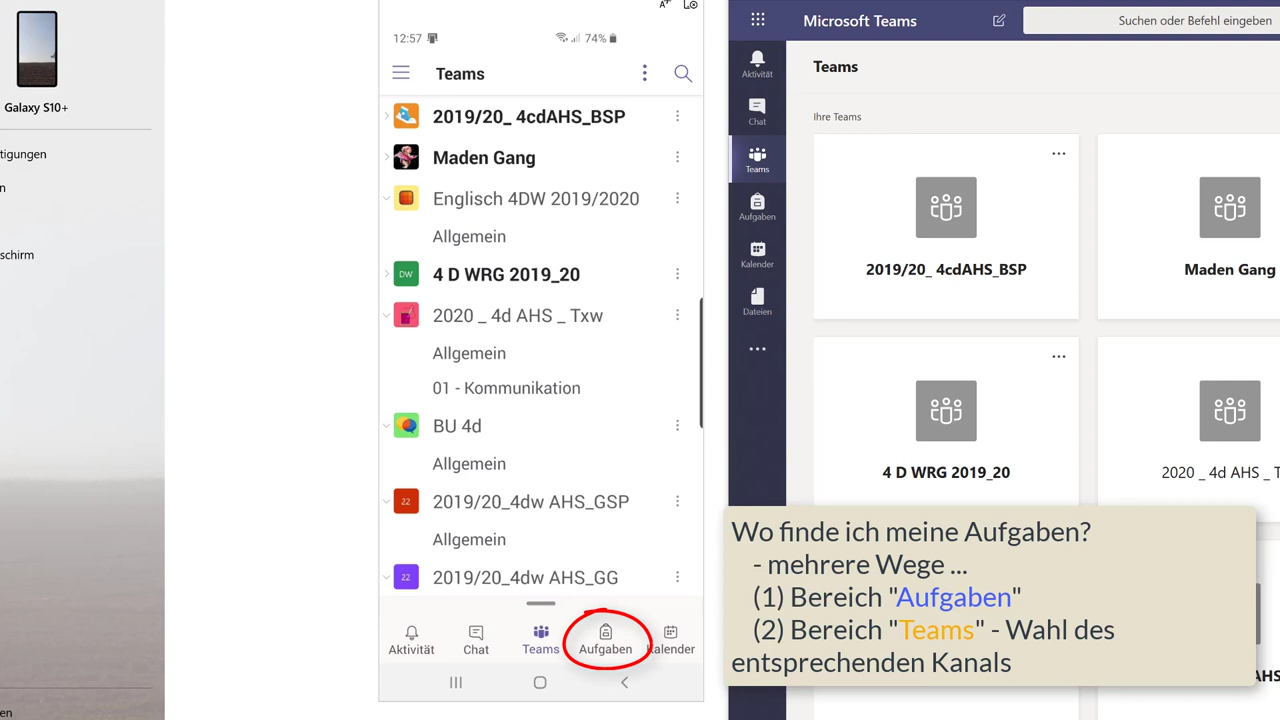 Galaxy S10+
tigungen
n
schirm
en
12:57
74%
Teams
2019/20_ 4cdAHS_BSP
Maden Gang
Englisch 4DW 2019/2020
Allgemein
DW
4 D WRG 2019_20
2020 _ 4d AHS _ Txw
Allgemein
01 - Kommunikation
BU 4d
Allgemein
22
2019/20_4dw AHS_GSP
Allgemein
22
2019/20_4dw AHS_GG
Aktivität
Chat
Teams
Aufgaben
Kalender
Microsoft Teams
Suchen oder Befehl eingeben
Aktivität
Chat
Teams
Aufgaben
Kalender
Dateien
Teams
Ihre Teams
2019/20_ 4cdAHS_BSP
Maden Gang
4 D WRG 2019_20
2020 _ 4d AHS _ T
Wo finde ich meine Aufgaben?
- mehrere Wege ...
(1) Bereich "Aufgaben"
(2) Bereich "Teams" - Wahl des
entsprechenden Kanals